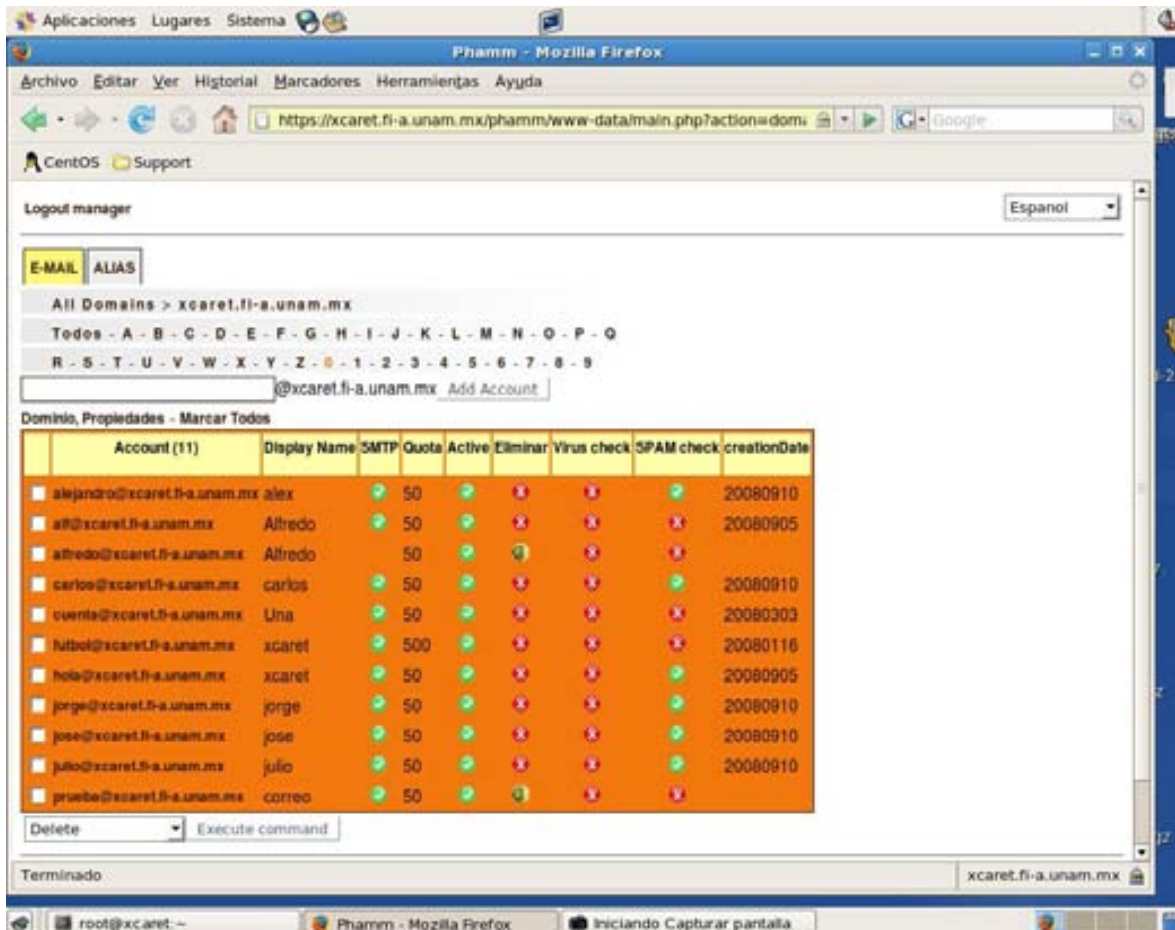 Aplicaciones Lugares Sistema
Phamm - Mozilla Firefox
Archivo Editar Ver Historial Marcadores Herramientas Ayuda
https://xcaret.fi-a.unam.mx/phamm/www-data/main.php?action=doma
Google
CentOS Support
Logout manager
Espanol
E-MAIL ALIAS
All Domains > xcaret.fi-a.unam.mx
Todos - A - B - C - D - E - F - G - H - I - J - K - L - M - N - O - P - Q
R - S - T - U - V - W - X - Y - Z - 0 - 1 - 2 - 3 - 4 - 5 - 6 - 7 - 8 - 9
@xcaret.fi-a.unam.mx Add Account
Dominio, Propiedades - Marcar Todos
Account (11) Display Name SMTP Quota Active Eliminar Virus check SPAM check creationDate
alejandro@xcaret.fi-a.unam.mx alex 50 20080910
alf@xcaret.fi-a.unam.mx Alfredo 50 20080905
alfredo@xcaret.fi-a.unam.mx Alfredo 50
carlos@xcaret.fi-a.unam.mx carlos 50 20080910
cuenta@xcaret.fi-a.unam.mx Una 50 20080303
futbol@xcaret.fi-a.unam.mx xcaret 500 20080116
hola@xcaret.fi-a.unam.mx xcaret 50 20080905
jorge@xcaret.fi-a.unam.mx jorge 50 20080910
jose@xcaret.fi-a.unam.mx jose 50 20080910
julio@xcaret.fi-a.unam.mx julio 50 20080910
prueba@xcaret.fi-a.unam.mx correo 50
Delete Execute command
Terminado xcaret.fi-a.unam.mx
root@xcaret:~ Phamm - Mozilla Firefox Iniciando Capturar pantalla